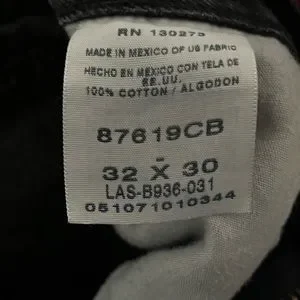 RN 130273
MADE IN MEXICO OF US FABRIC
HECHO EN MEXICO CON TELA DE
EE.UU.
100% COTTON / ALGODON
87619CB
-
32 X 30
LAS-B936-031
051071010344